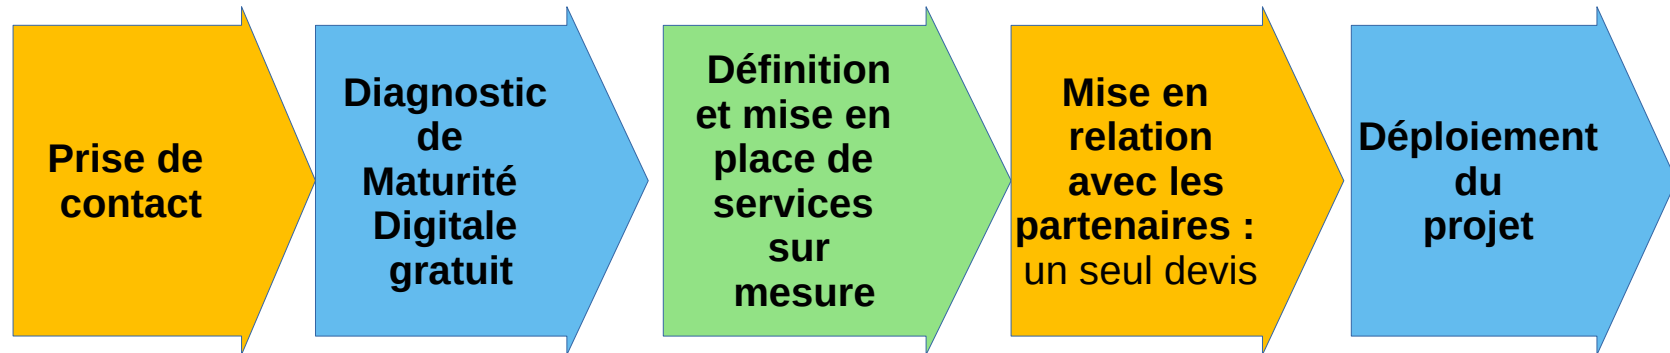 Prise de
contact
Diagnostic
de
Maturité
Digitale
gratuit
Définition
et mise en
place de
services
sur
mesure
Mise en
relation
avec les
partenaires :
un seul devis
Déploiement
du
projet